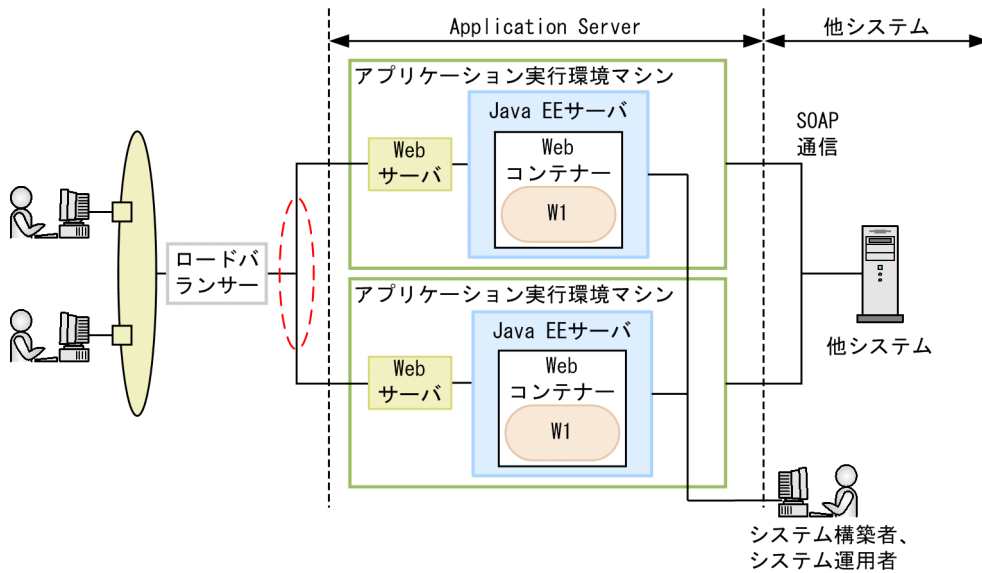 Application Server
他システム
アプリケーション実行環境マシン
Java EEサーバ
Web
サーバ
Web
コンテナー
W1
SOAP
通信
ロードバ
ランサー
アプリケーション実行環境マシン
Java EEサーバ
Web
サーバ
Web
コンテナー
W1
他システム
システム構築者、
システム運用者